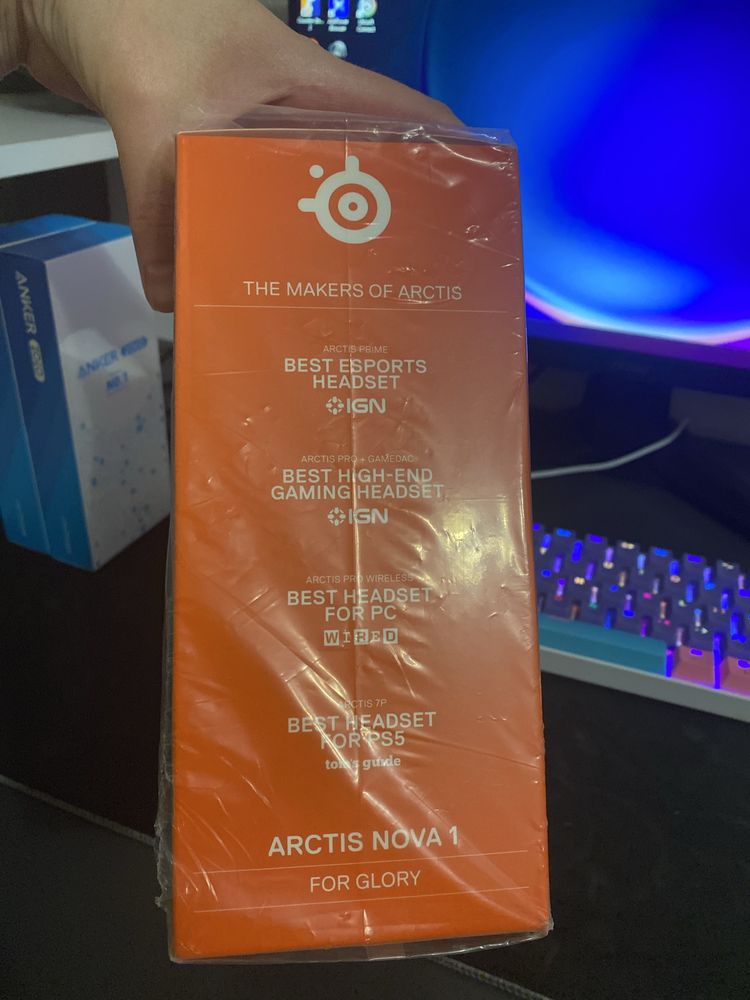 THE MAKERS OF ARCTIS
ARCTIS PRIME
BEST ESPORTS
HEADSET
IGN
ARCTIS PRO + GAMEDAC
BEST HIGH-END
GAMING HEADSET
IGN
ARCTIS PRO WIRELESS
BEST HEADSET
FOR PC
WIRED
ARCTIS 7P
BEST HEADSET
FOR PS5
tom's guide
ARCTIS NOVA 1
FOR GLORY
ANKER
ANKER
NO.1